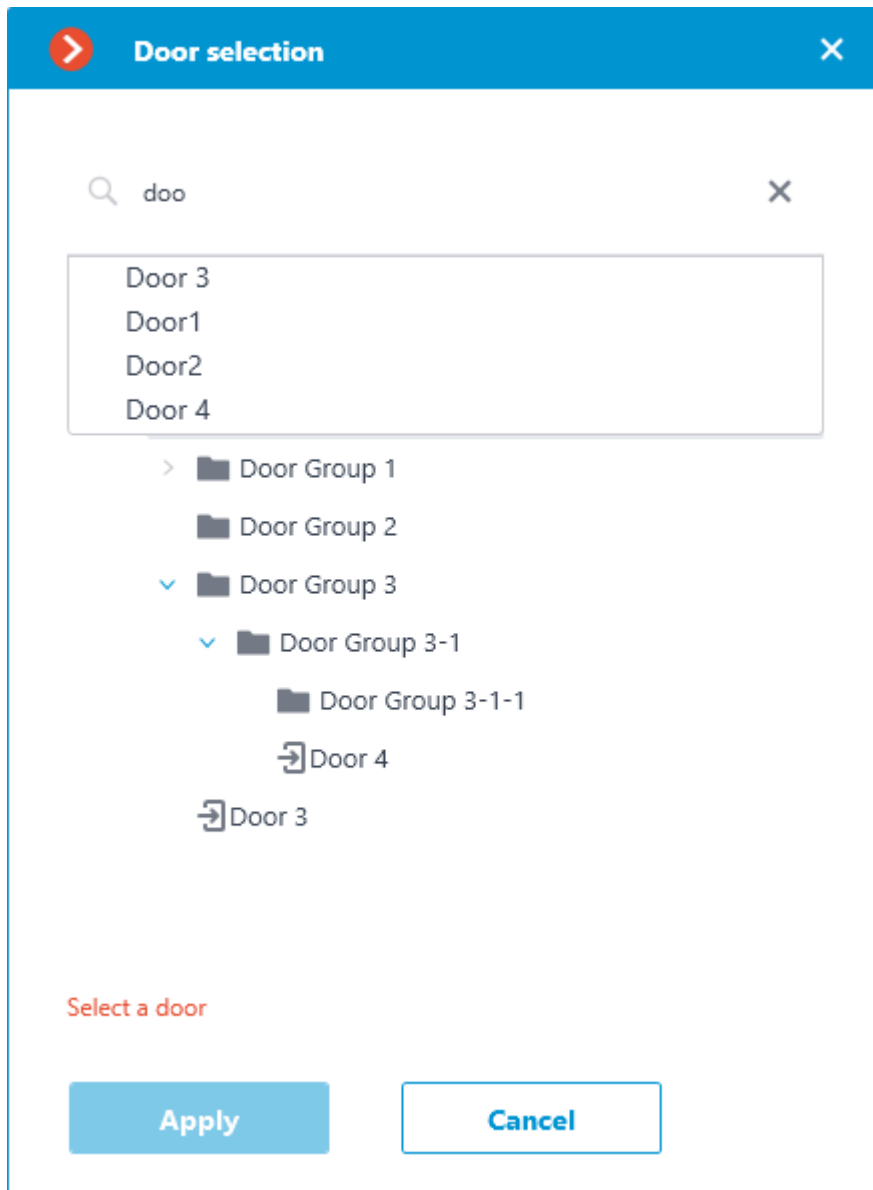 Door selection
doo
Door 3
Door1
Door2
Door 4
Door Group 1
Door Group 2
Door Group 3
Door Group 3-1
Door Group 3-1-1
Door 4
Door 3
Select a door
Apply
Cancel